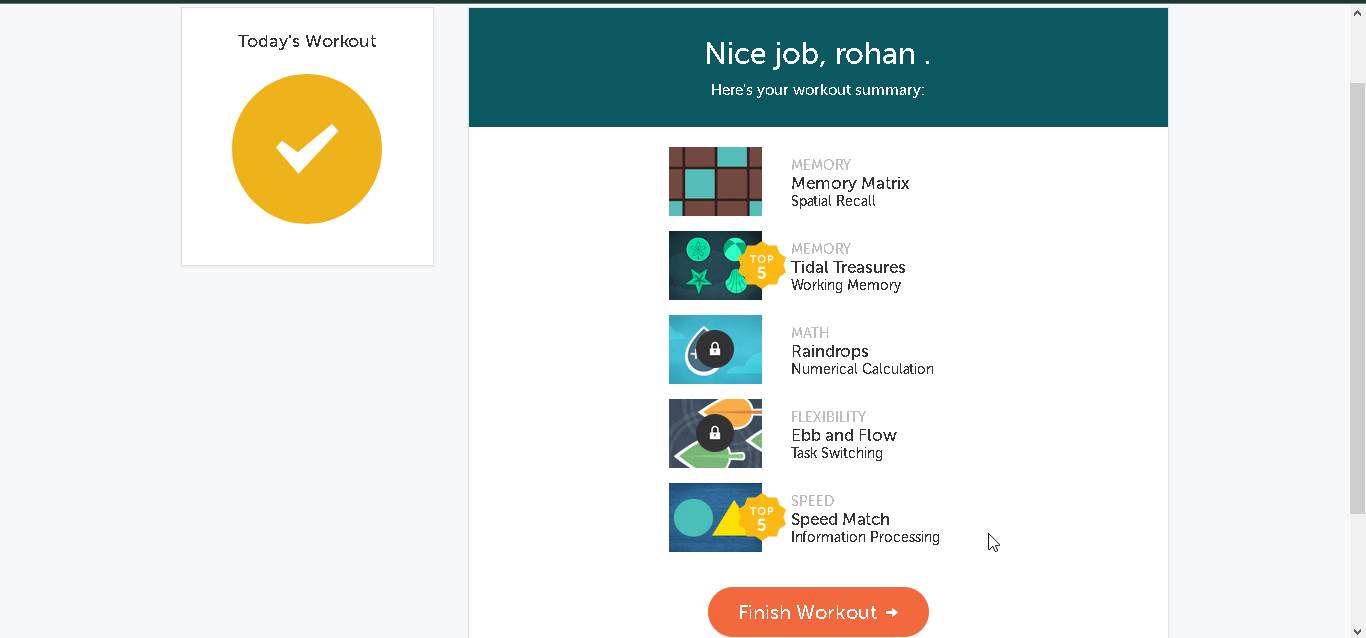 Today's Workout
Nice job, rohan .
Here's your workout summary:
MEMORY
Memory Matrix
Spatial Recall
TOP
5
MEMORY
Tidal Treasures
Working Memory
MATH
Raindrops
Numerical Calculation
FLEXIBILITY
Ebb and Flow
Task Switching
TOP
5
SPEED
Speed Match
Information Processing
Finish Workout →